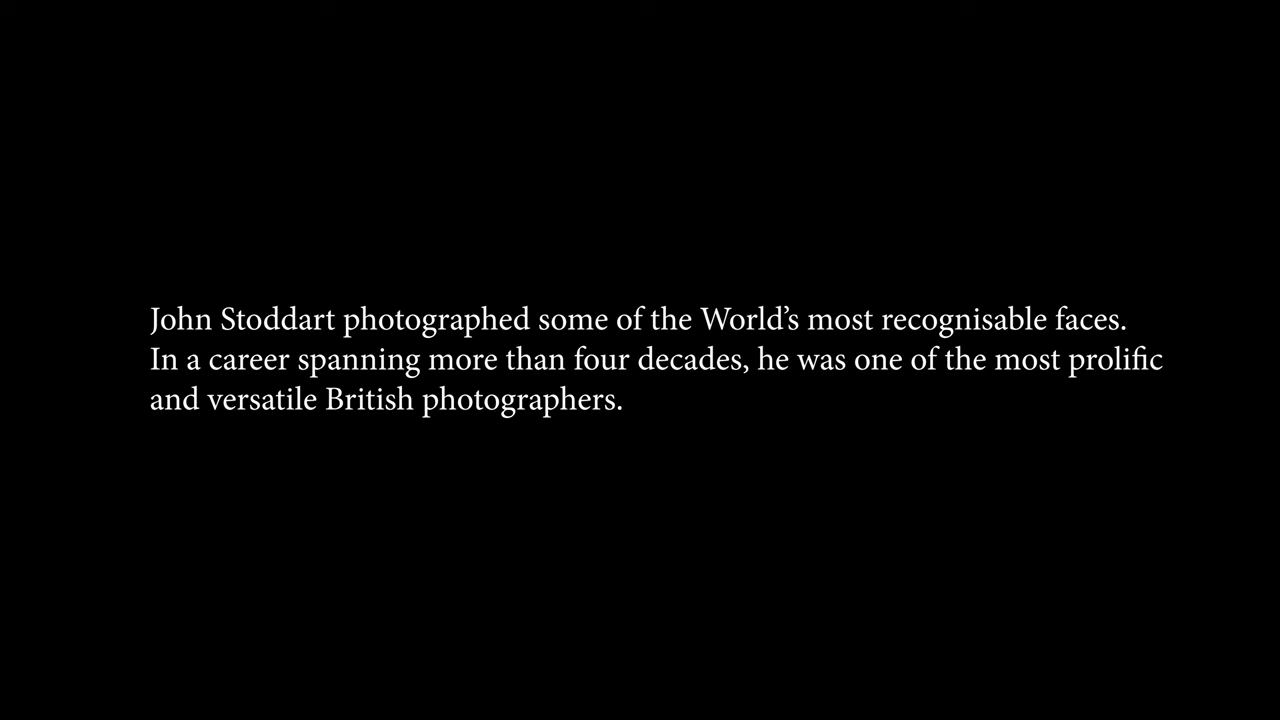 John Stoddart photographed some of the World’s most recognisable faces.
In a career spanning more than four decades, he was one of the most prolific
and versatile British photographers.